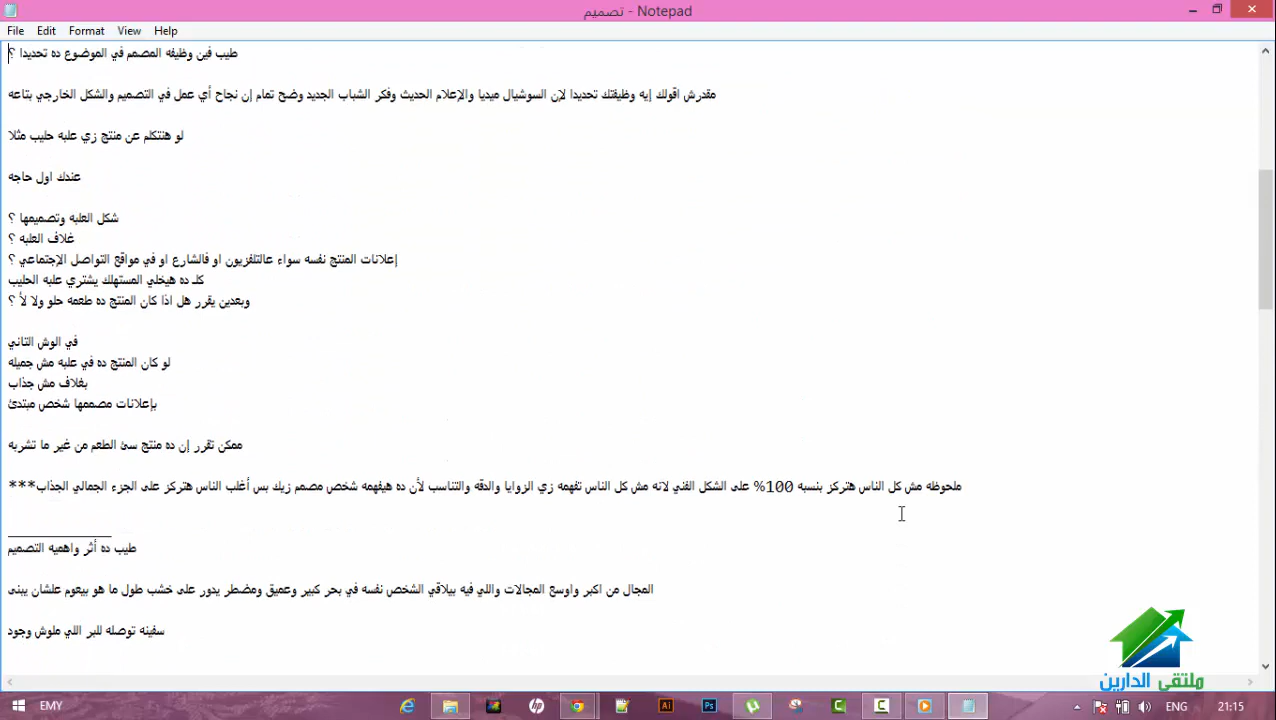 تصميم - Notepad
File Edit Format View Help
طيب فين وظيفه المصمم في الموضوع ده تحديدا ؟
مقدرش اقولك إيه وظيفتك تحديدا لإن السوشيال ميديا والإعلام الحديث وفكر الشباب الجديد وضح تمام إن نجاح أي عمل في التصميم والشكل الخارجي بتاعه
لو هنتكلم عن منتج زي علبه حليب مثلا
عندك اول حاجه
شكل العلبه وتصميمها ؟
غلاف العلبه ؟
إعلانات المنتج نفسه سواء عالتلفزيون او فالشارع او في مواقع التواصل الإجتماعي ؟
كلـ ده هيخلي المستهلك يشتري علبه الحليب
وبعدين يقرر هل اذا كان المنتج ده طعمه حلو ولا لأ ؟
في الوش التاني
لو كان المنتج ده في علبه مش جميله
بغلاف مش جذاب
بإعلانات مصممها شخص مبتدئ
ممكن تقرر إن ده منتج سئ الطعم من غير ما تشربه
ملحوظه مش كل الناس هتركز بنسبه 100% على الشكل الفني لانه مش كل الناس تفهمه زي الزوايا والدقه والتناسب لأن ده هيفهمه شخص مصمم زيك بس أغلب الناس هتركز على الجزء الجمالي الجذاب***
______________
طيب ده أثر واهميه التصميم
المجال من اكبر واوسع المجالات واللي فيه بيلاقي الشخص نفسه في بحر كبير وعميق ومضطر يدور على خشب طول ما هو بيعوم علشان يبنى
سفينه توصله للبر اللي ملوش وجود
ملتقى الدارين
EMY
ENG
21:15